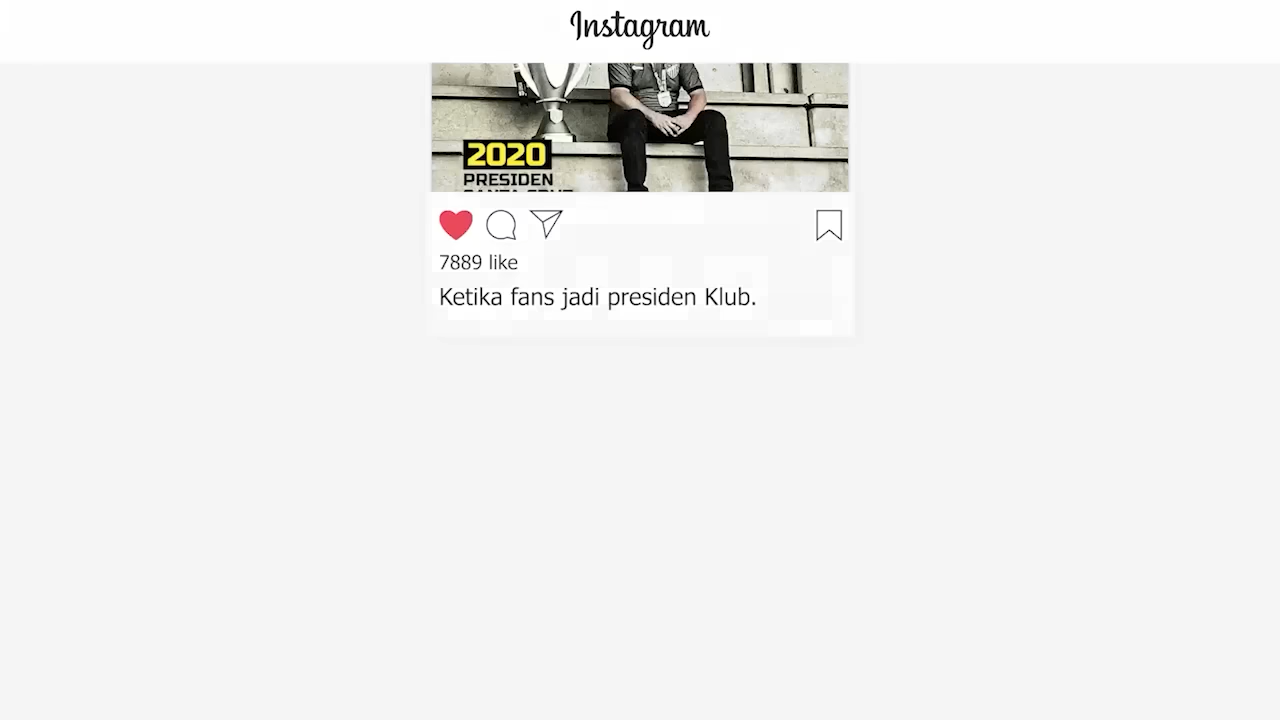 Instagram
2020
PRESIDEN
7889 like
Ketika fans jadi presiden Klub.